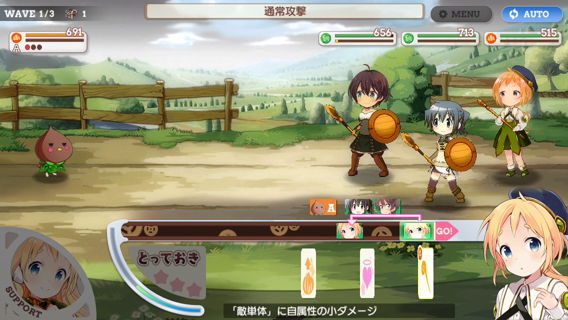 WAVE 1/3 1
通常攻撃
MENU
AUTO
691
A
656
713
515
A
GO!
SUPPORT
とっておき
「敵単体」に自属性の小ダメージ